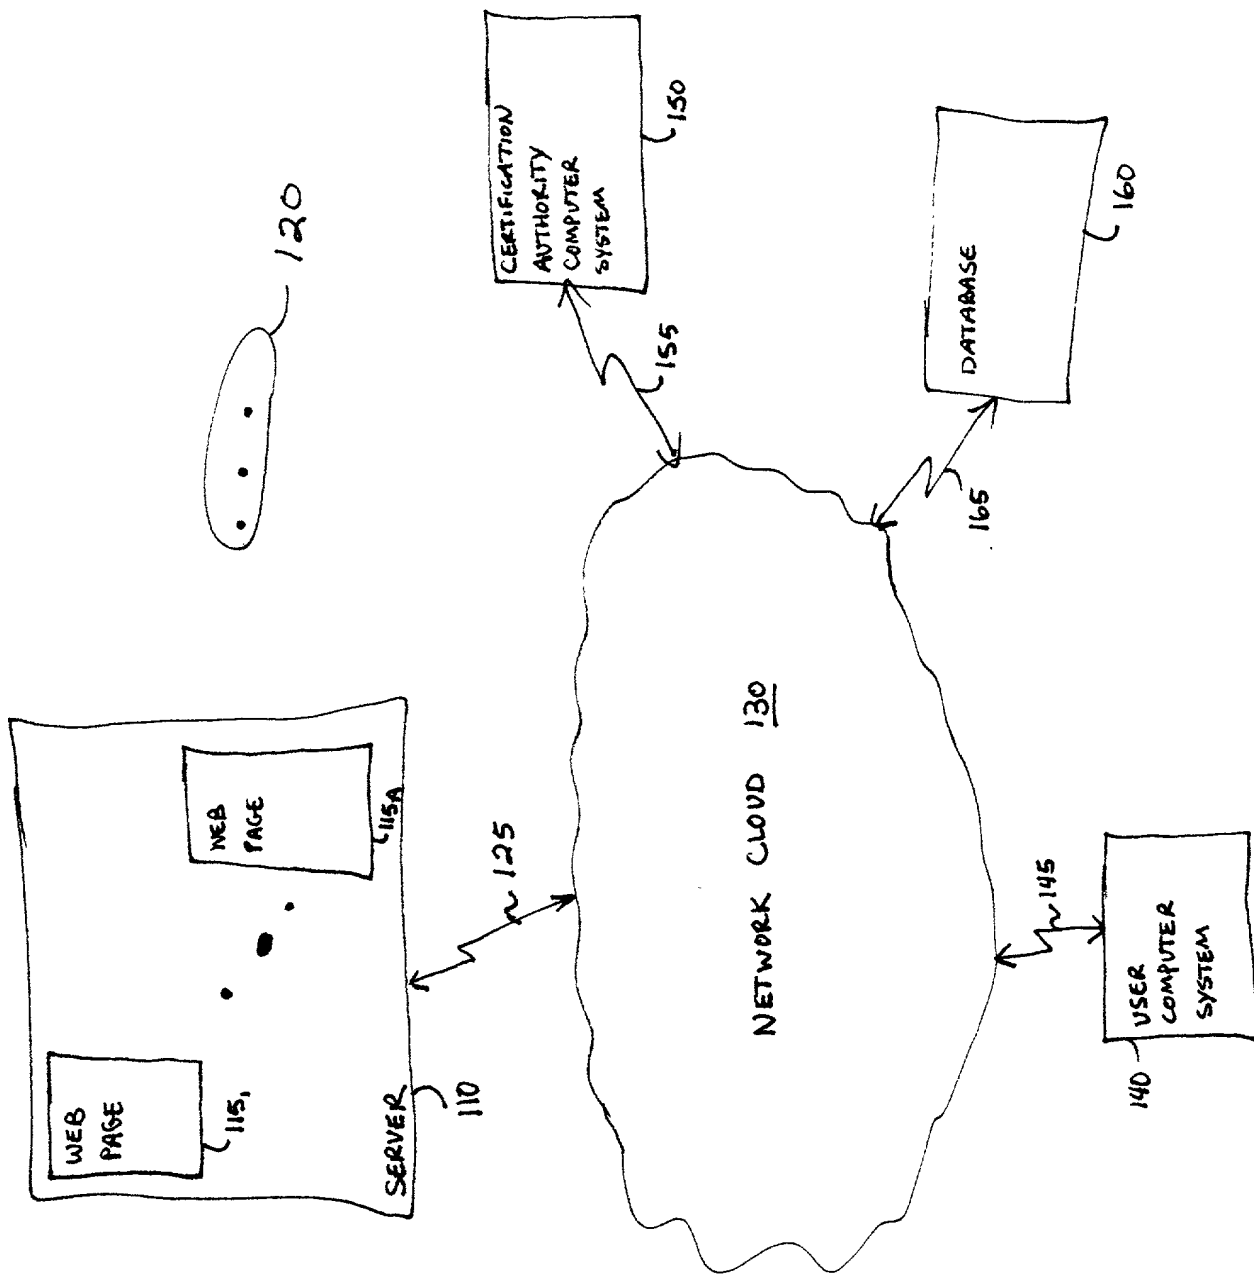 WEB
PAGE
115₁
WEB
PAGE
115A
SERVER
110
120
125
CERTIFICATION
AUTHORITY
COMPUTER
SYSTEM
150
155
NETWORK CLOUD 130
DATABASE
160
165
145
140
USER
COMPUTER
SYSTEM